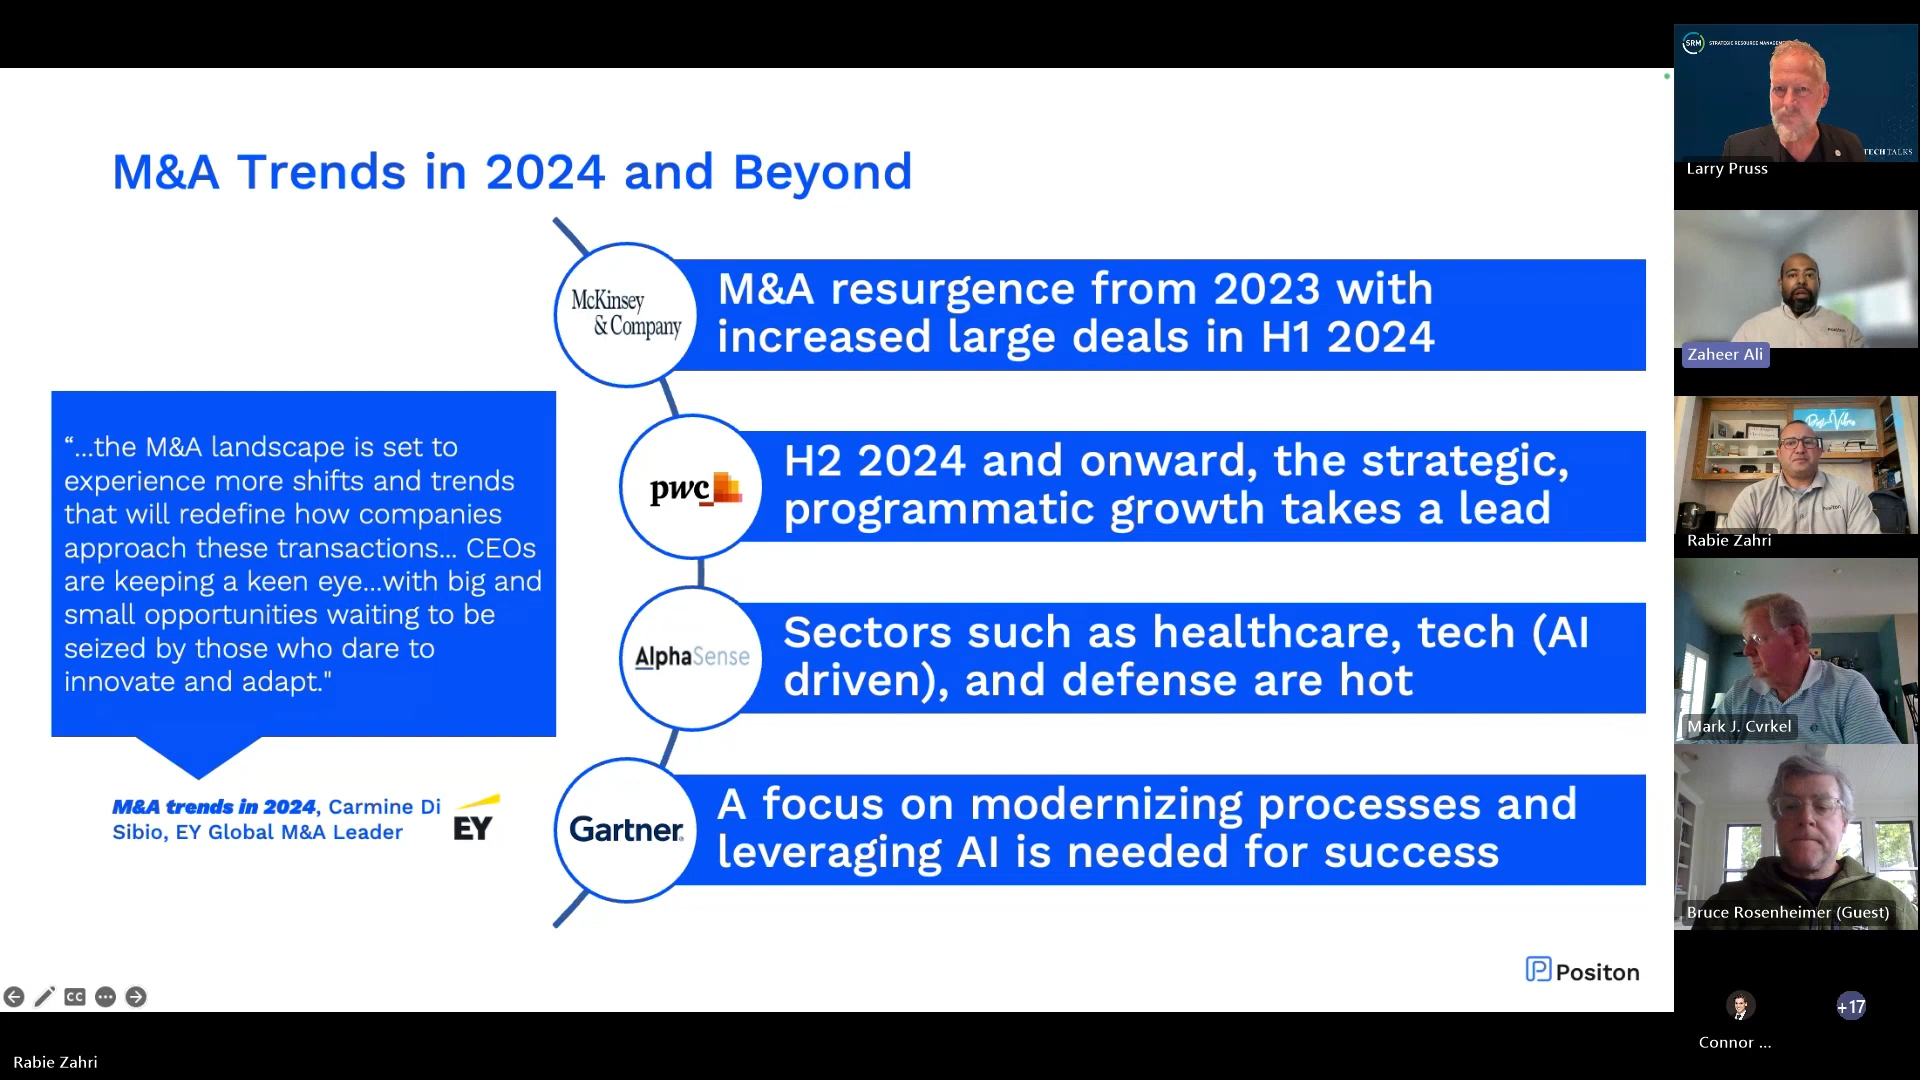 M&A Trends in 2024 and Beyond
McKinsey
& Company
M&A resurgence from 2023 with
increased large deals in H1 2024
pwc
H2 2024 and onward, the strategic,
programmatic growth takes a lead
AlphaSense
Sectors such as healthcare, tech (AI
driven), and defense are hot
Gartner
A focus on modernizing processes and
leveraging AI is needed for success
“...the M&A landscape is set to
experience more shifts and trends
that will redefine how companies
approach these transactions... CEOs
are keeping a keen eye...with big and
small opportunities waiting to be
seized by those who dare to
innovate and adapt."
M&A trends in 2024, Carmine Di
Sibio, EY Global M&A Leader
EY
Positon
CC
Rabie Zahri
SRM
STRATEGIC RESOURCE MANAGEMENT
TECH TALKS
Larry Pruss
Zaheer Ali
Rabie Zahri
Mark J. Cvrkel
Bruce Rosenheimer (Guest)
+17
Connor ...